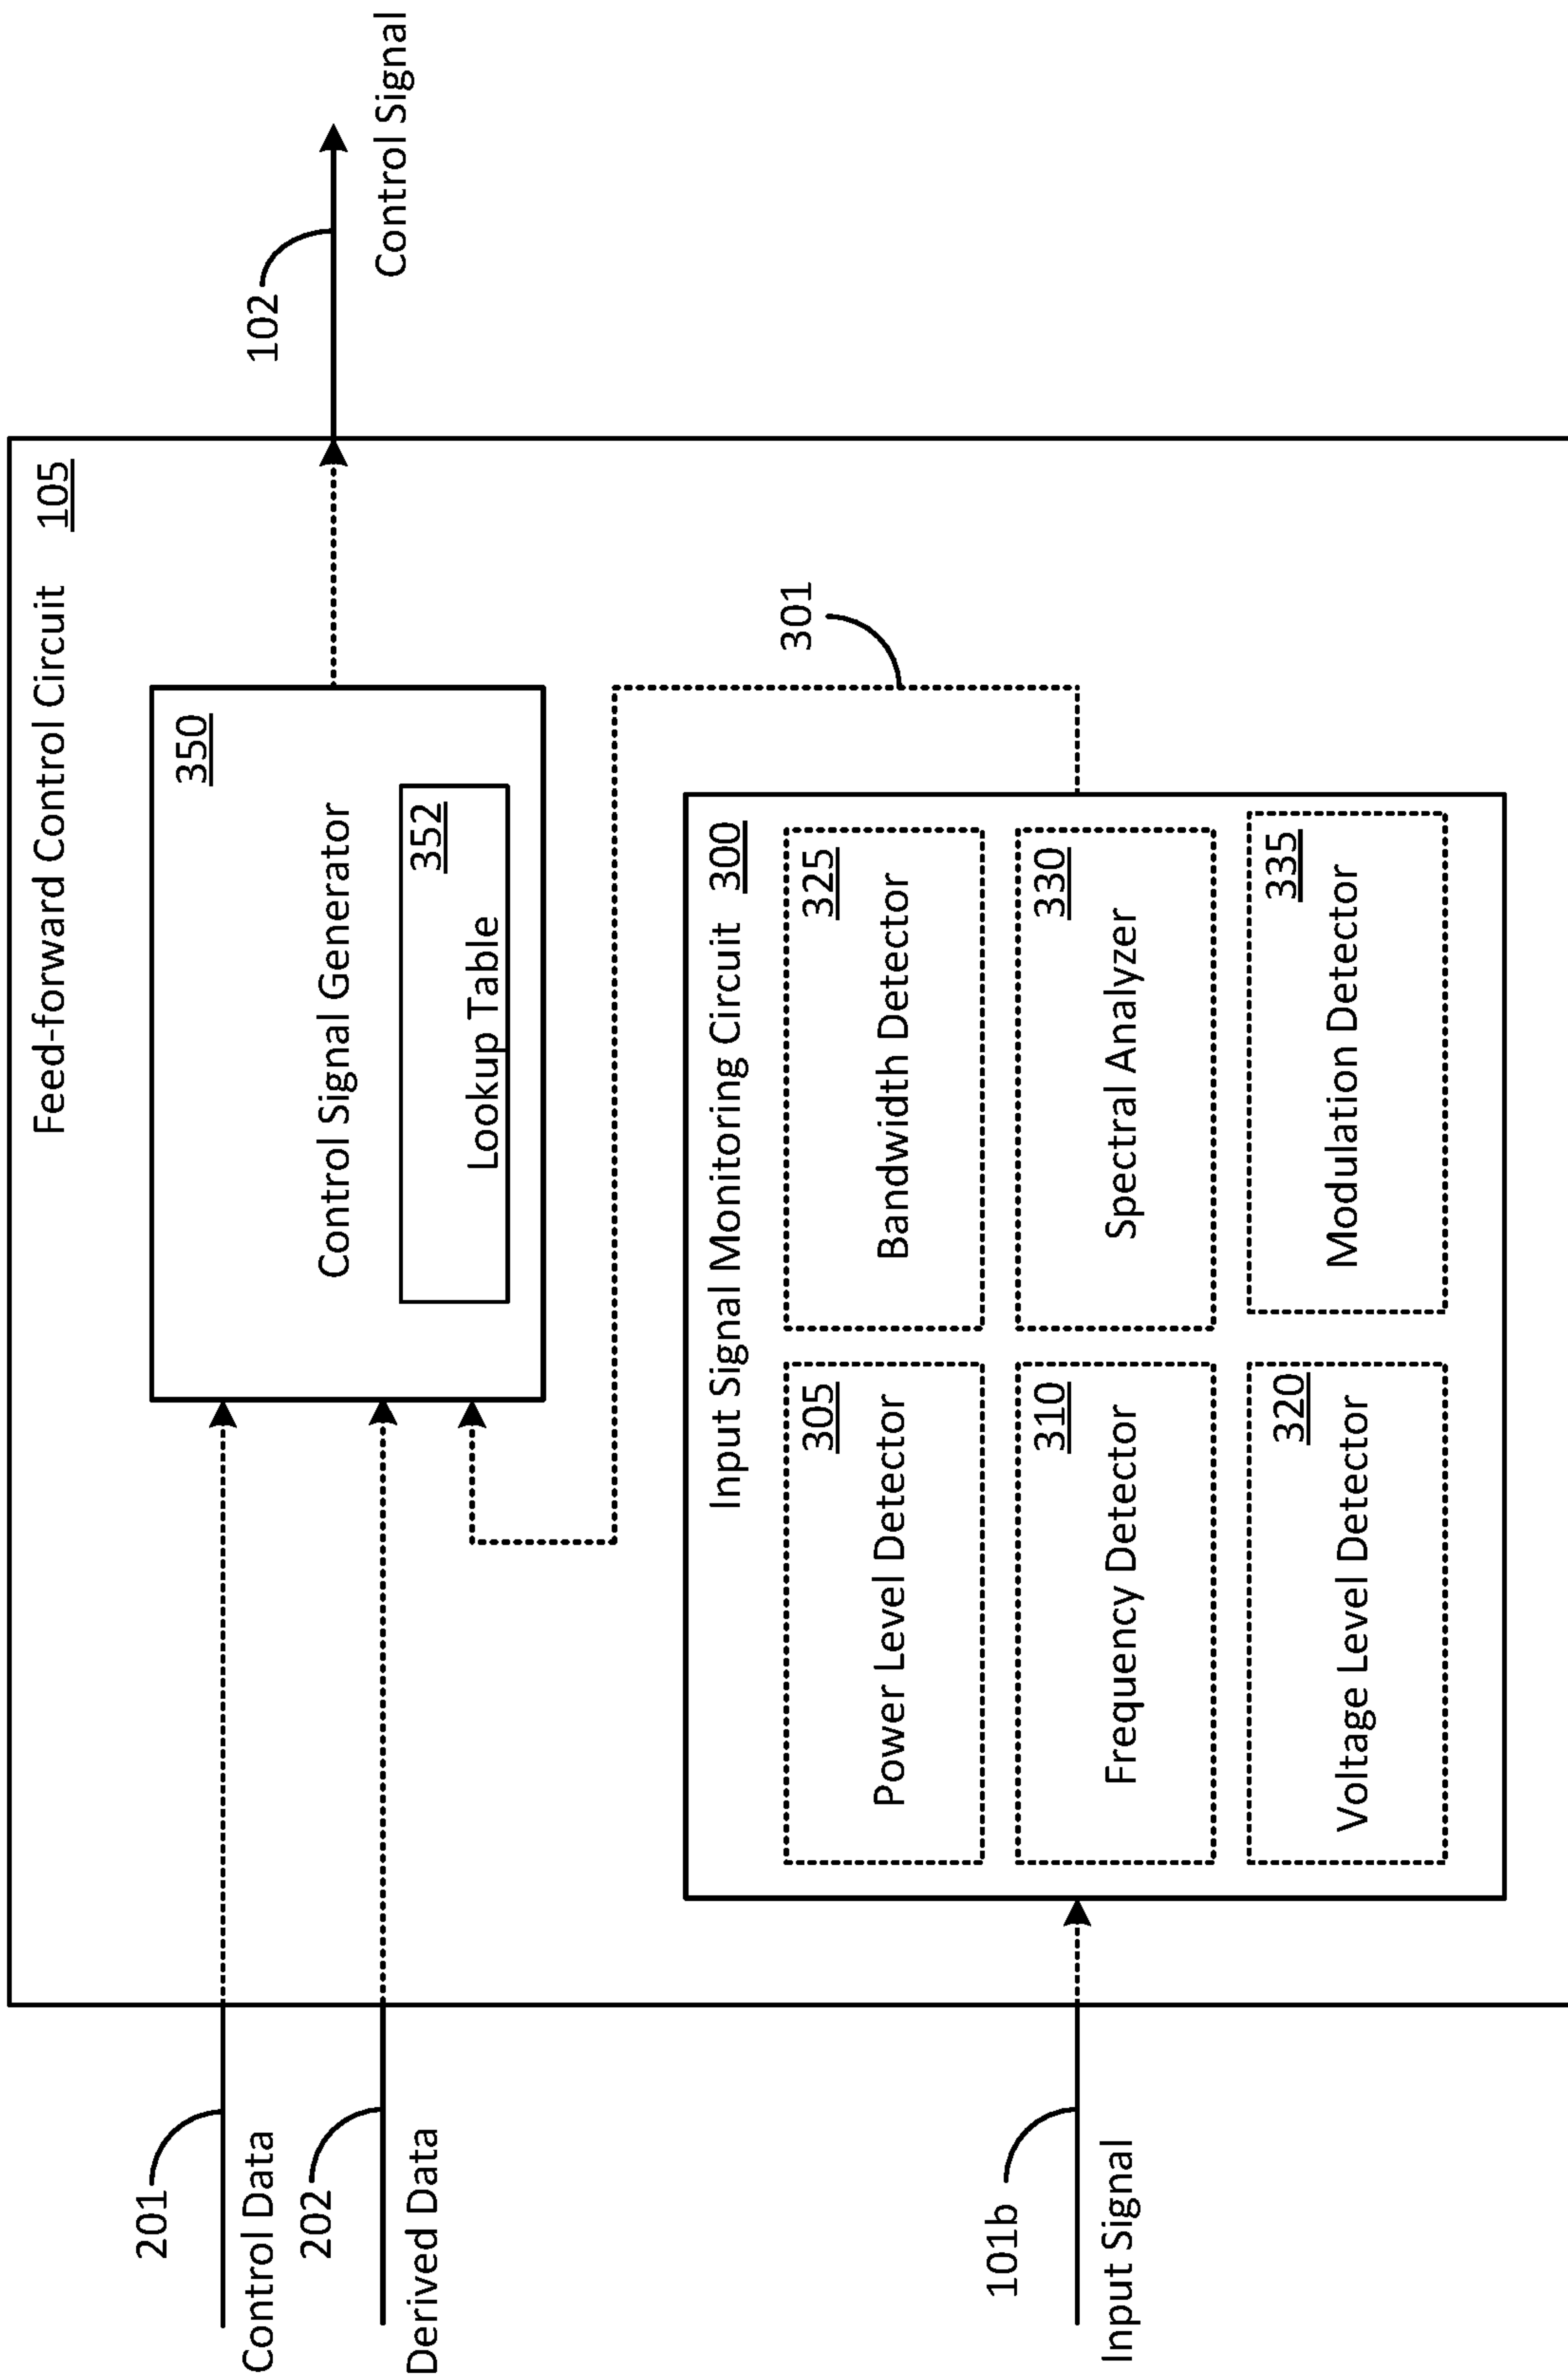 Feed-forward Control Circuit 105
201
Control Data
202
Derived Data
350
Control Signal Generator
352
Lookup Table
102
Control Signal
301
Input Signal Monitoring Circuit 300
305
Power Level Detector
325
Bandwidth Detector
310
Frequency Detector
330
Spectral Analyzer
320
Voltage Level Detector
335
Modulation Detector
101b
Input Signal